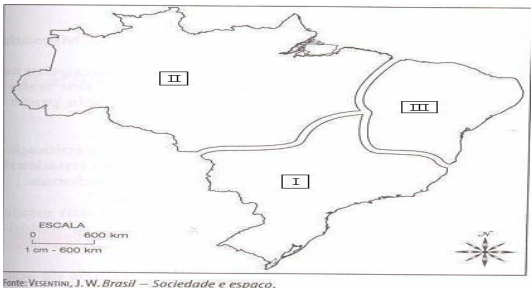 II
III
I
N
ESCALA
0 600 km
1 cm - 600 km
Fonte: VESENTINI, J. W. Brasil — Sociedade e espaço.